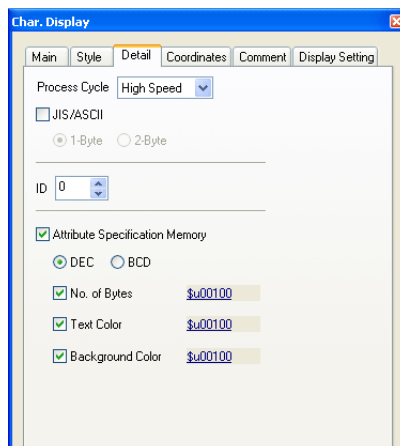 Char. Display
Main Style Detail Coordinates Comment Display Setting
Process Cycle High Speed
JIS/ASCII
1-Byte 2-Byte
ID 0
Attribute Specification Memory
DEC BCD
No. of Bytes $u00100
Text Color $u00100
Background Color $u00100